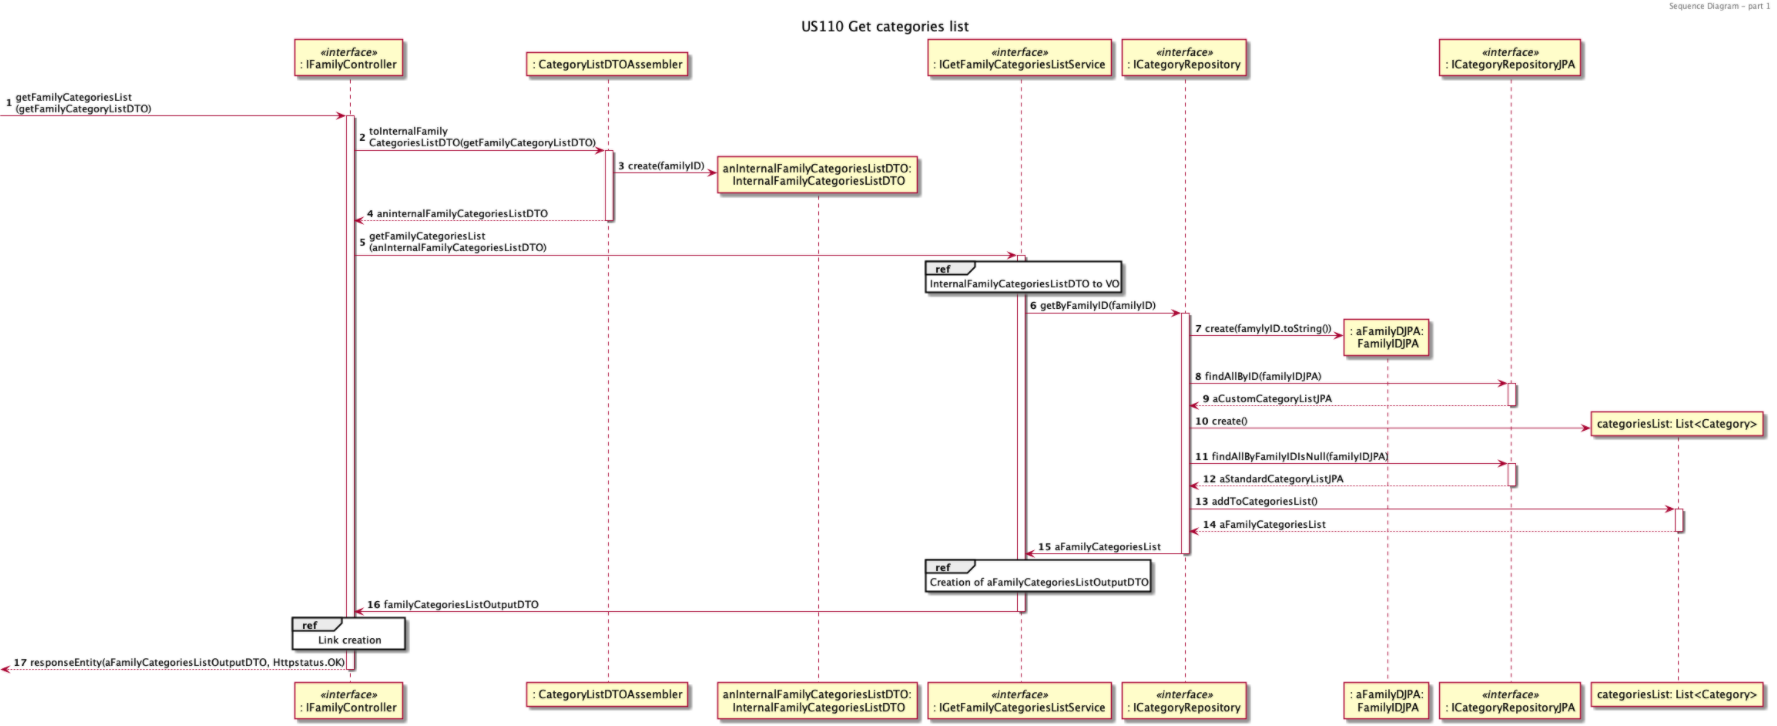 Sequence Diagram - part 1
US110 Get categories list
«interface»
: IFamilyController
: CategoryListDTOAssembler
«interface»
: IGetFamilyCategoriesListService
«interface»
: ICategoryRepository
«interface»
: ICategoryRepositoryJPA
1 getFamilyCategoriesList
(getFamilyCategoryListDTO)
2 toInternalFamily
CategoriesListDTO(getFamilyCategoryListDTO)
3 create(familyID)
anInternalFamilyCategoriesListDTO:
InternalFamilyCategoriesListDTO
4 aninternalFamilyCategoriesListDTO
5 getFamilyCategoriesList
(anInternalFamilyCategoriesListDTO)
ref
InternalFamilyCategoriesListDTO to VO
6 getByFamilyID(familyID)
7 create(famylyID.toString())
: aFamilyDJPA:
FamilyIDJPA
8 findAllByID(familyIDJPA)
9 aCustomCategoryListJPA
10 create()
categoriesList: List<Category>
11 findAllByFamilyIDIsNull(familyIDJPA)
12 aStandardCategoryListJPA
13 addToCategoriesList()
14 aFamilyCategoriesList
15 aFamilyCategoriesList
ref
Creation of aFamilyCategoriesListOutputDTO
16 familyCategoriesListOutputDTO
ref
Link creation
17 responseEntity(aFamilyCategoriesListOutputDTO, Httpstatus.OK)
«interface»
: IFamilyController
: CategoryListDTOAssembler
anInternalFamilyCategoriesListDTO:
InternalFamilyCategoriesListDTO
«interface»
: IGetFamilyCategoriesListService
«interface»
: ICategoryRepository
: aFamilyDJPA:
FamilyIDJPA
«interface»
: ICategoryRepositoryJPA
categoriesList: List<Category>